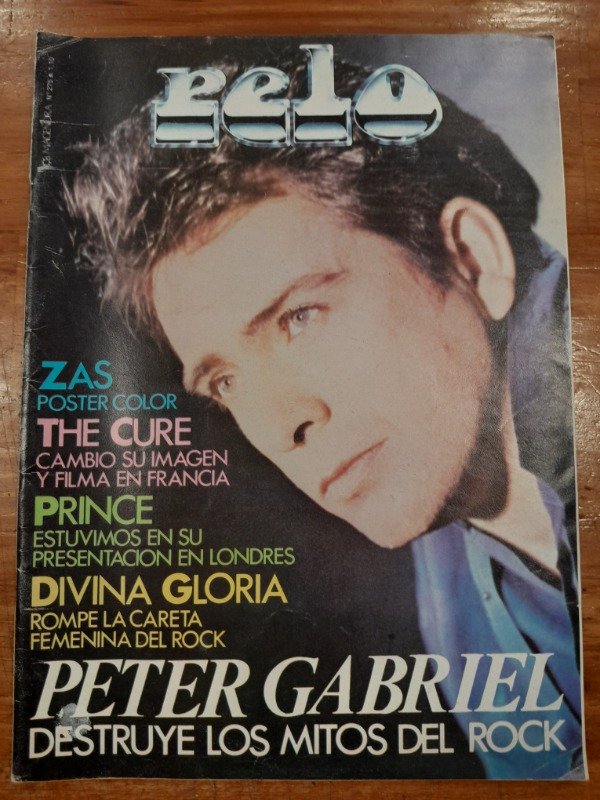 pelo
ZAS
POSTER COLOR
THE CURE
CAMBIO SU IMAGEN
Y FILMA EN FRANCIA
PRINCE
ESTUVIMOS EN SU
PRESENTACION EN LONDRES
DIVINA GLORIA
ROMPE LA CARETA
FEMENINA DEL ROCK
PETER GABRIEL
DESTRUYE LOS MITOS DEL ROCK